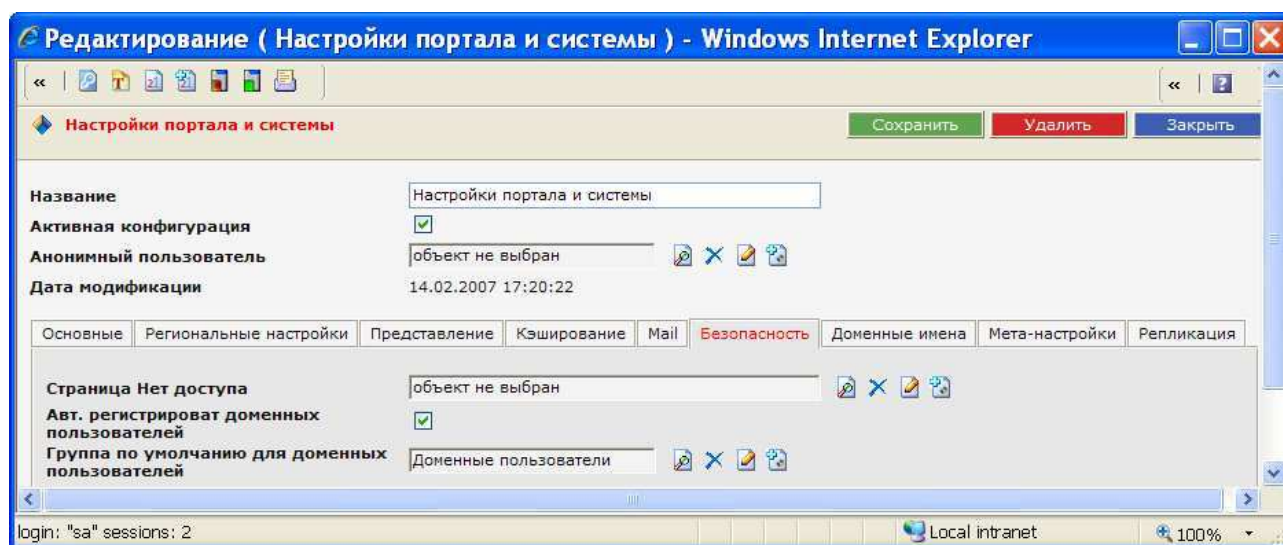 Редактирование ( Настройки портала и системы ) - Windows Internet Explorer
« | « | ?
Настройки портала и системы Сохранить Удалить Закрыть
Название Настройки портала и системы
Активная конфигурация
Анонимный пользователь объект не выбран
Дата модификации 14.02.2007 17:20:22
Основные Региональные настройки Представление Кэширование Mail Безопасность Доменные имена Мета-настройки Репликация
Страница Нет доступа объект не выбран
Авт. регистрироват доменных
пользователей
Группа по умолчанию для доменных
пользователей Доменные пользователи
login: "sa" sessions: 2 Local intranet 100%